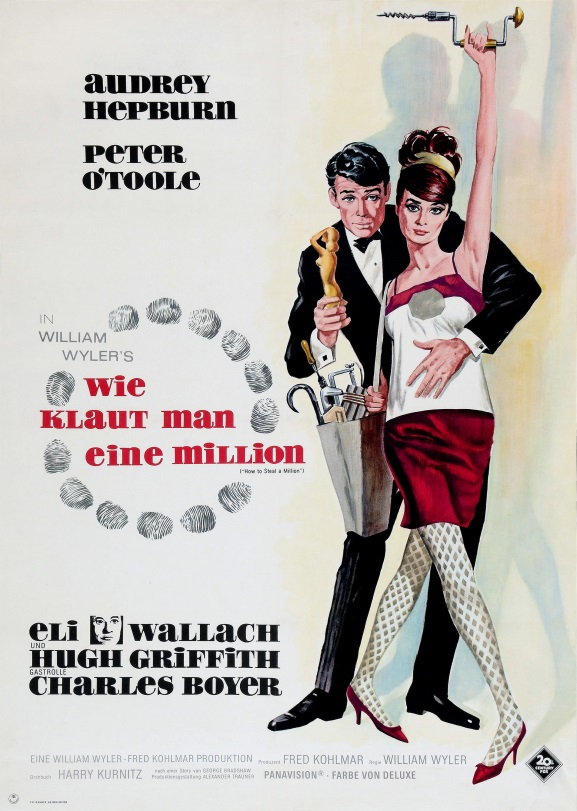 AUDREY
HEPBURN
PETER
O'TOOLE
IN
WILLIAM
WYLER'S
WIE
KLAUT MAN
EINE MILLION
("How to Steal a Million")
ELI WALLACH
UND
HUGH GRIFFITH
GASTROLLE
CHARLES BOYER
EINE WILLIAM WYLER-FRED KOHLMAR PRODUKTION Produzent FRED KOHLMAR Regie WILLIAM WYLER
Drehbuch HARRY KURNITZ nach einer Story von GEORGE BRADSHAW
Produktionsgestaltung ALEXANDER TRAUNER PANAVISION® · FARBE VON DELUXE
20th
CENTURY
FOX